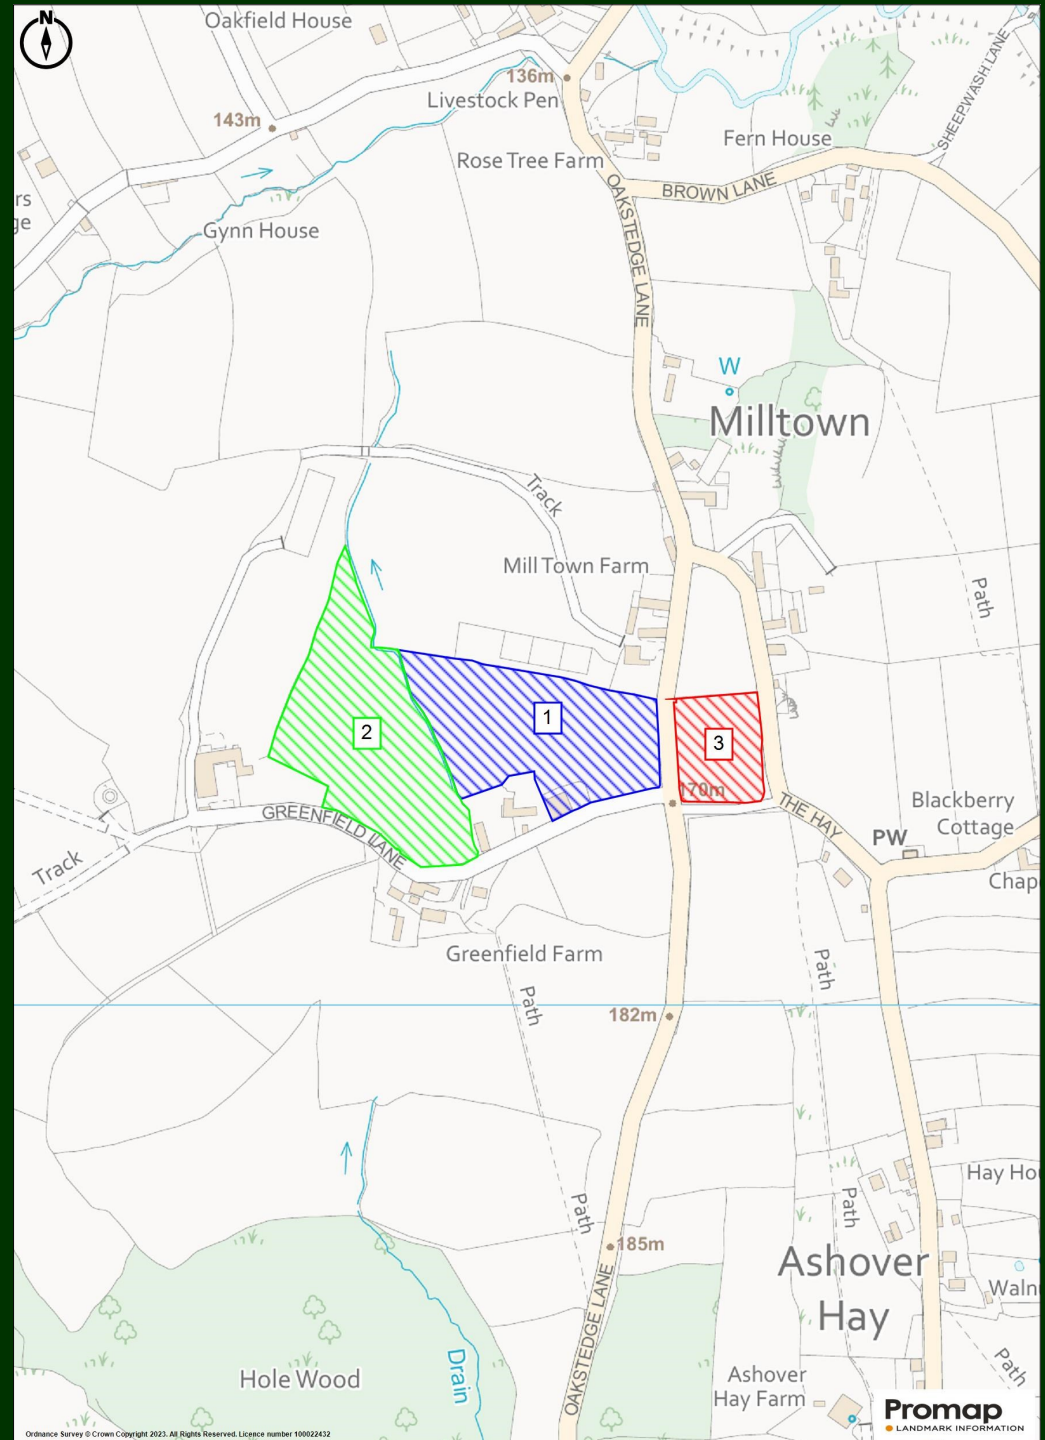 N
Oakfield House
136m
Livestock Pen
143m
SHEEPWASH LANE
Fern House
Rose Tree Farm
BROWN LANE
OAKSTEDGE LANE
rs
ge
Gynn House
W
Milltown
Track
Mill Town Farm
Path
1
2
3
170m
GREENFIELD LANE
THE HAY
Blackberry
Cottage
PW
Track
Chap
Greenfield Farm
Path
Path
182m
Hay Ho
Path
Path
185m
Ashover
Hay
Waln
OAKSTEDGE LANE
Drain
Hole Wood
Path
Ashover
Hay Farm
Promap
LANDMARK INFORMATION
Ordnance Survey © Crown Copyright 2023. All Rights Reserved. Licence number 100022432